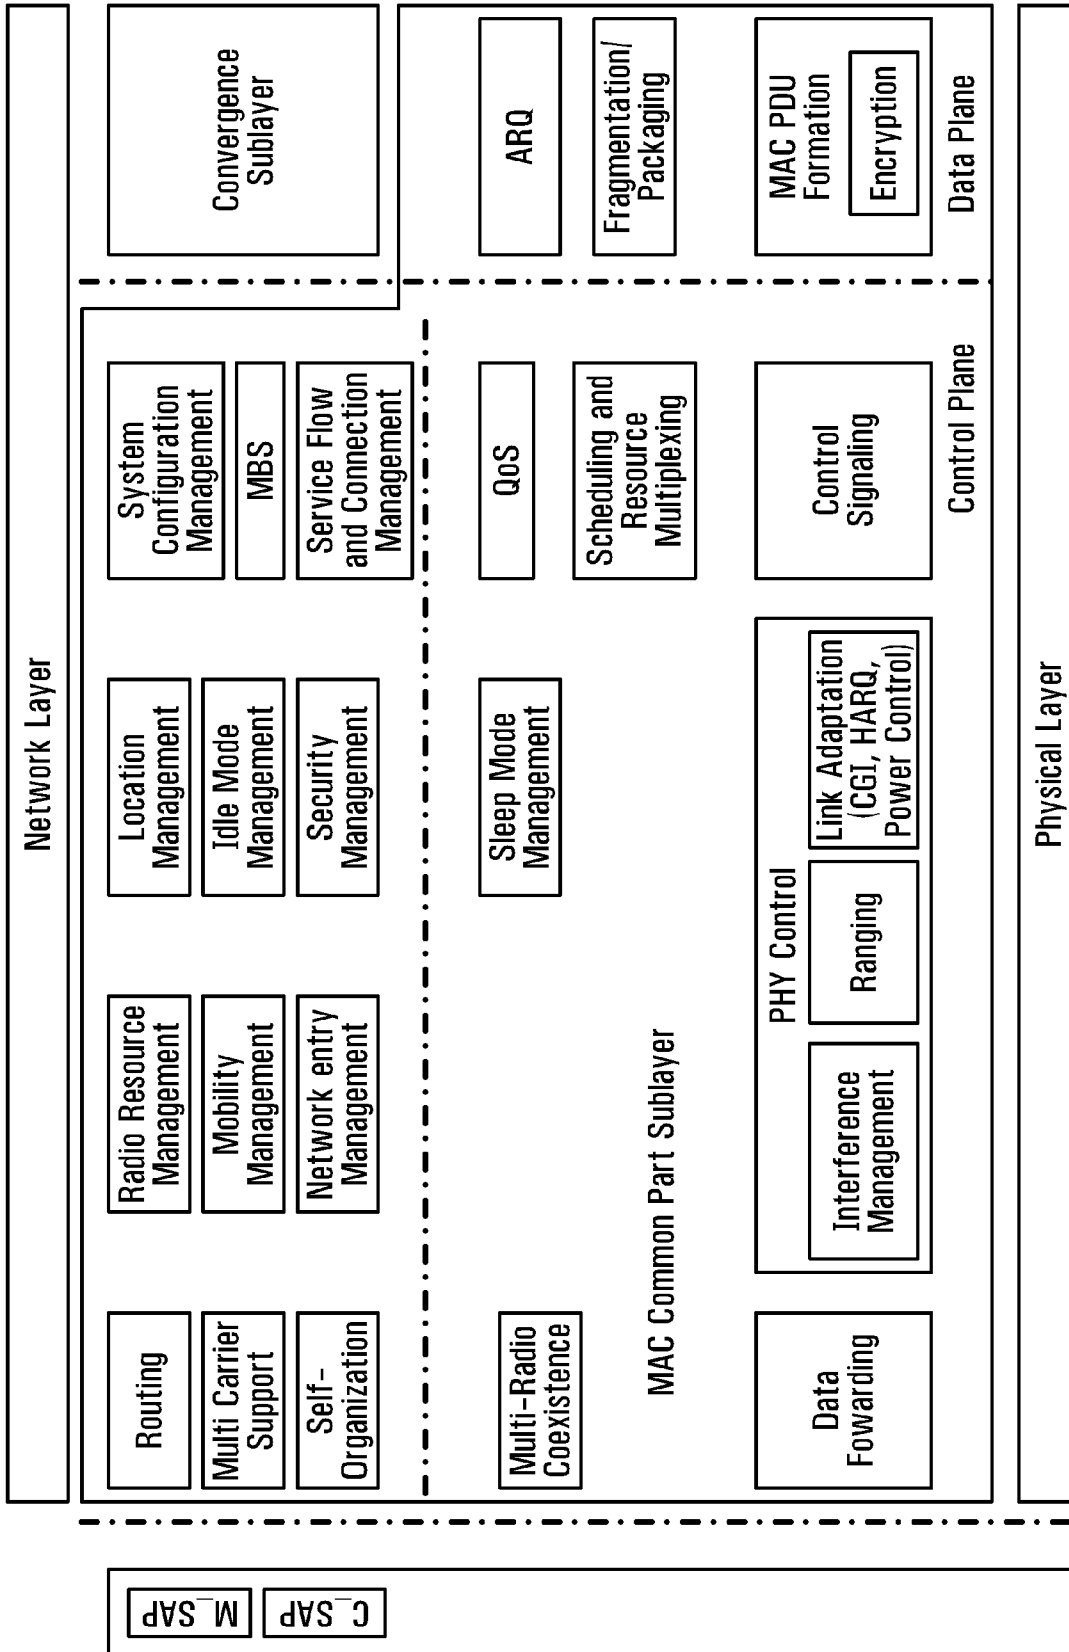 Network Layer
M_SAP
C_SAP
Routing
Multi Carrier
Support
Self-
Organization
Radio Resource
Management
Mobility
Management
Network entry
Management
Location
Management
Idle Mode
Management
Security
Management
System
Configuration
Management
MBS
Service Flow
and Connection
Management
Convergence
Sublayer
Multi-Radio
Coexistence
Sleep Mode
Management
QoS
Scheduling and
Resource
Multiplexing
ARQ
Fragmentation/
Packaging
MAC Common Part Sublayer
Data
Fowarding
PHY Control
Interference
Management
Ranging
Link Adaptation
(CGI, HARQ,
Power Control)
Control
Signaling
MAC PDU
Formation
Encryption
Control Plane
Data Plane
Physical Layer